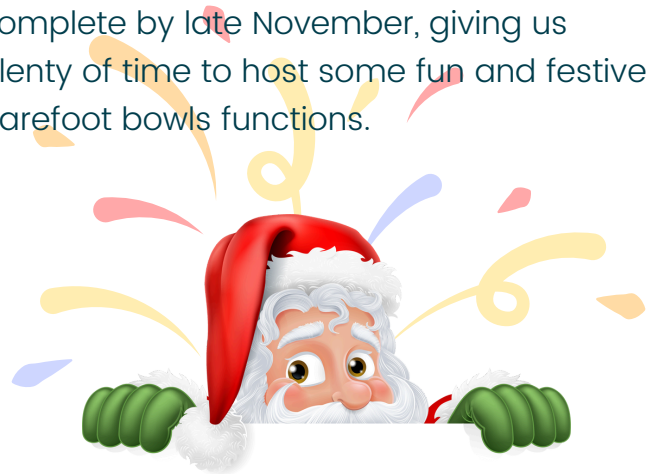 omplete by late November, giving us
lenty of time to host some fun and festive
arefoot bowls functions.